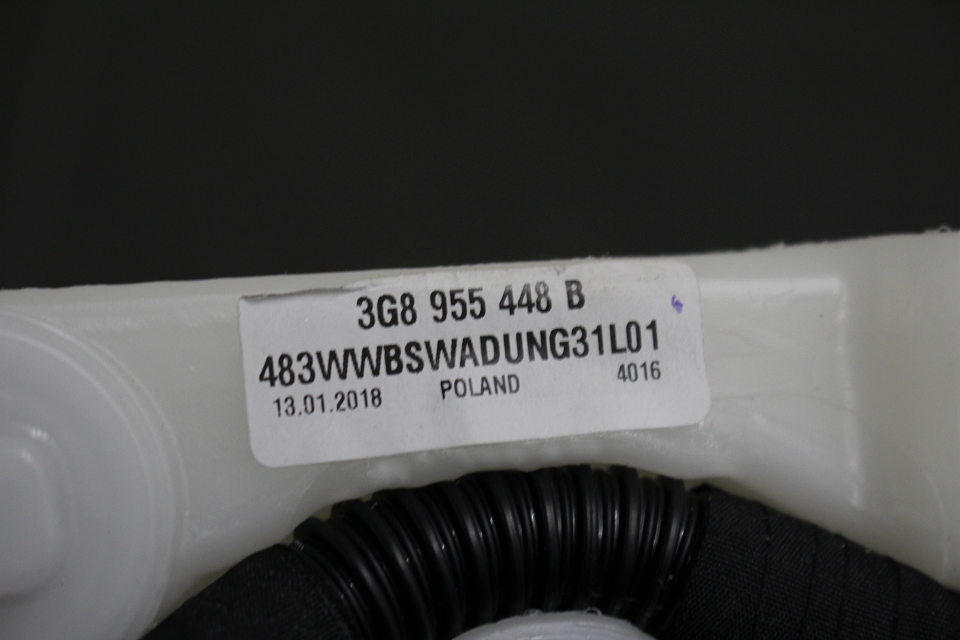 3G8 955 448 B
483WWBSWADUNG31L01
13.01.2018 POLAND 4016